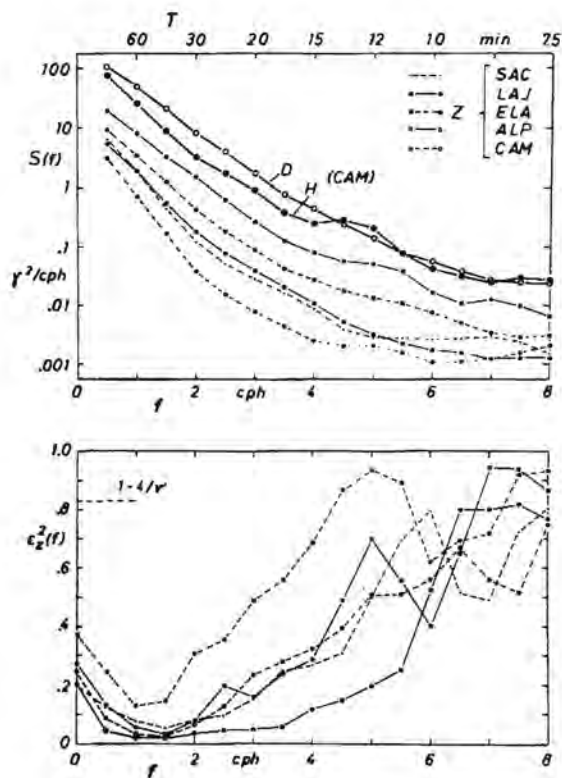 T
60 30 20 15 12 10 min 7.5
100
10
S(f)
1
.1
γ²/cph
.01
.001
D
H (CAM)
Z
SAC
LAJ
ELA
ALP
CAM
0 2 4 6 8
f cph
1.0
.8
.6
.4
.2
0
ε²z(f)
1-4/ν
0 2 4 6 8
f cph